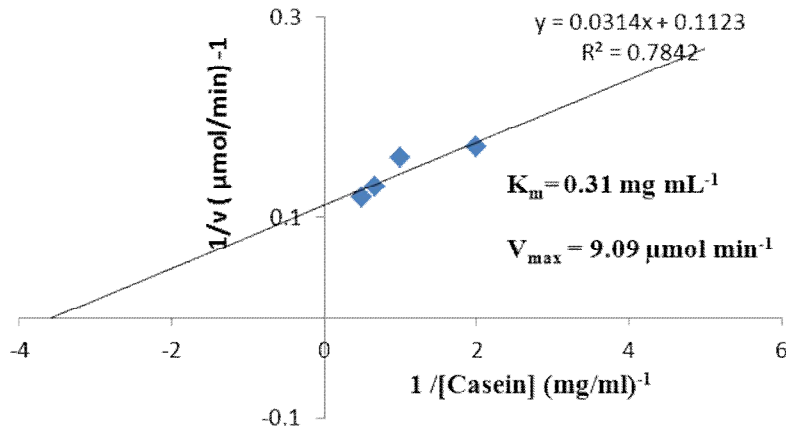 0.3
y = 0.0314x + 0.1123
R² = 0.7842
1/v ( µmol/min) -1
K_m = 0.31 mg mL⁻¹
0.1
V_max = 9.09 µmol min⁻¹
-4 -2 0 2 4 6
1 /[Casein] (mg/ml)⁻¹
-0.1